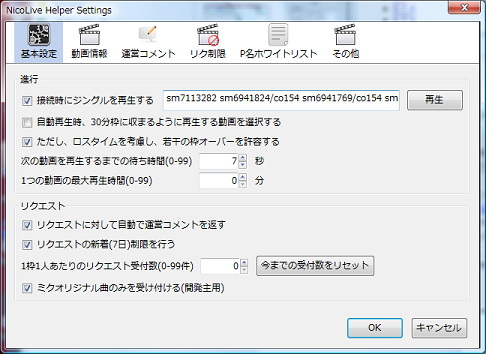 NicoLive Helper Settings
基本設定 動画情報 運営コメント リク制限 P名ホワイトリスト その他
進行
接続時にジングルを再生する sm7113282 sm6941824/co154 sm6941769/co154 sm 再生
自動再生時、30分枠に収まるように再生する動画を選択する
ただし、ロスタイムを考慮し、若干の枠オーバーを許容する
次の動画を再生するまでの待ち時間(0-99) 7 秒
1つの動画の最大再生時間(0-99) 0 分
リクエスト
リクエストに対して自動で運営コメントを返す
リクエストの新着(7日)制限を行う
1枠1人あたりのリクエスト受付数(0-99件) 0 今までの受付数をリセット
ミクオリジナル曲のみを受け付ける(開発主用)
OK キャンセル